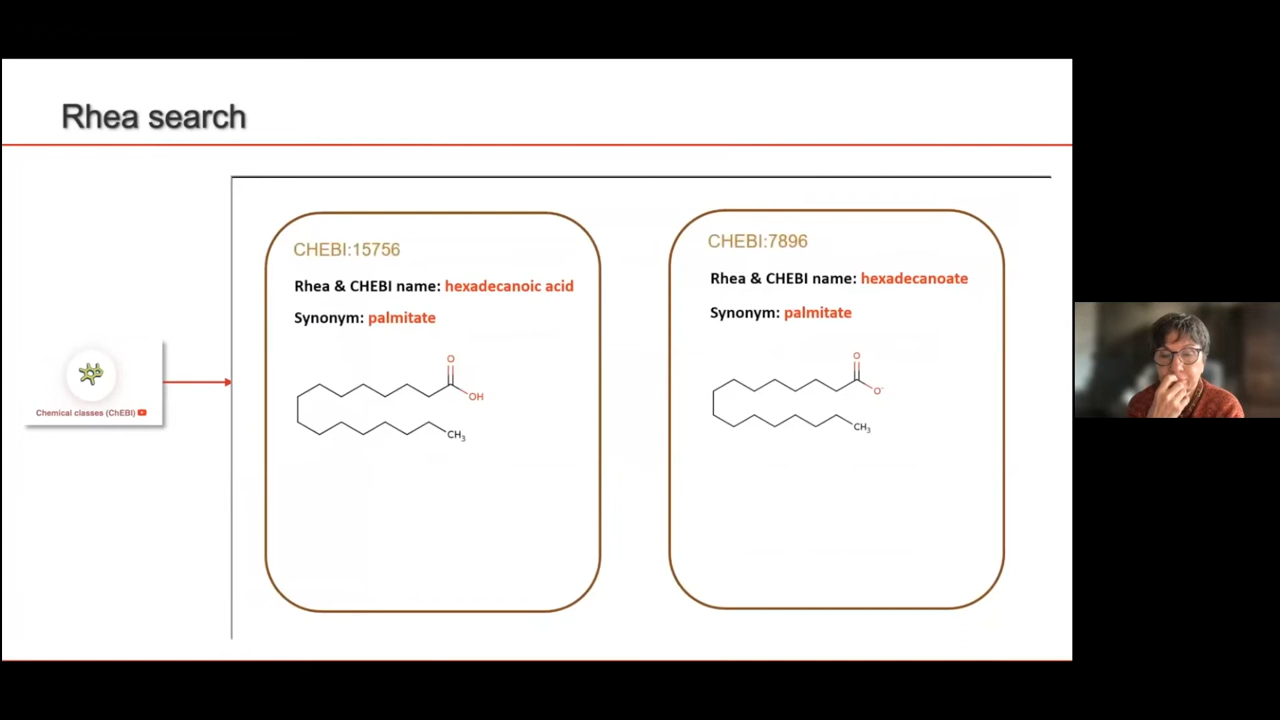 Rhea search
Chemical classes (ChEBI)
CHEBI:15756
Rhea & CHEBI name: hexadecanoic acid
Synonym: palmitate
O
OH
CH3
CHEBI:7896
Rhea & CHEBI name: hexadecanoate
Synonym: palmitate
O
O-
CH3